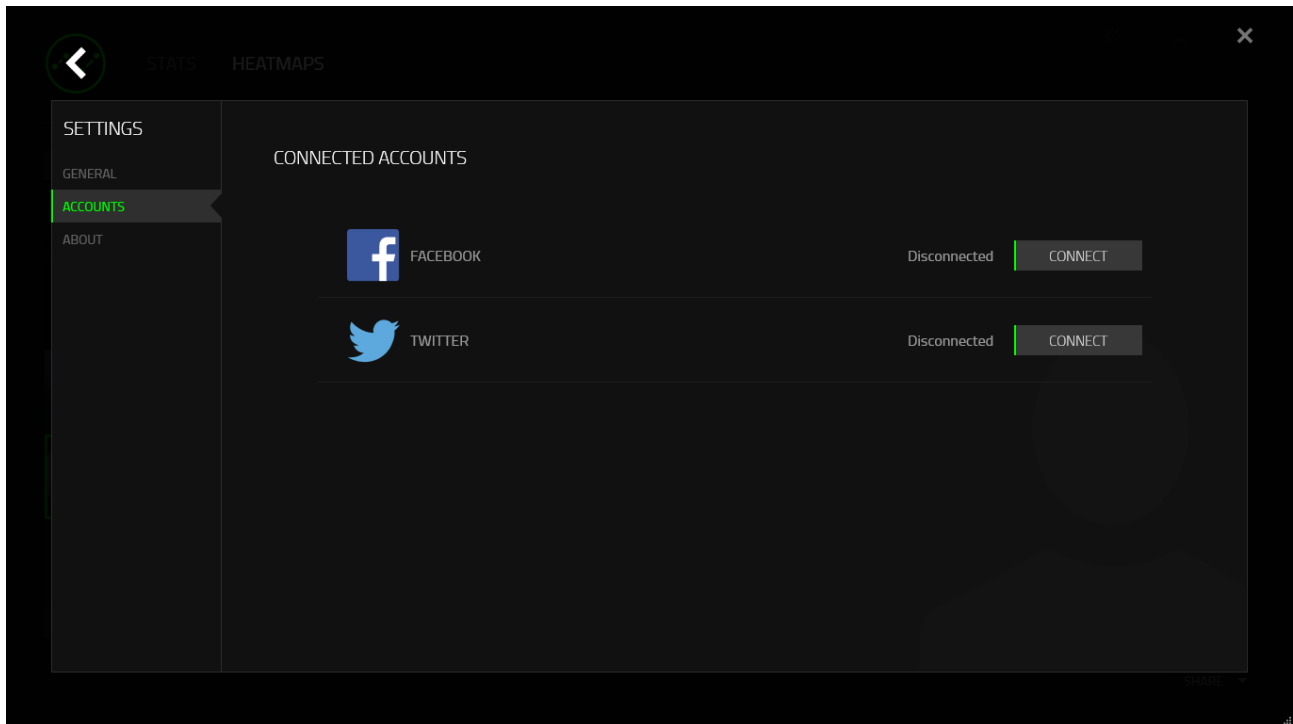 STATS HEATMAPS
SETTINGS
GENERAL
ACCOUNTS
ABOUT
CONNECTED ACCOUNTS
FACEBOOK Disconnected CONNECT
TWITTER Disconnected CONNECT
SHARE